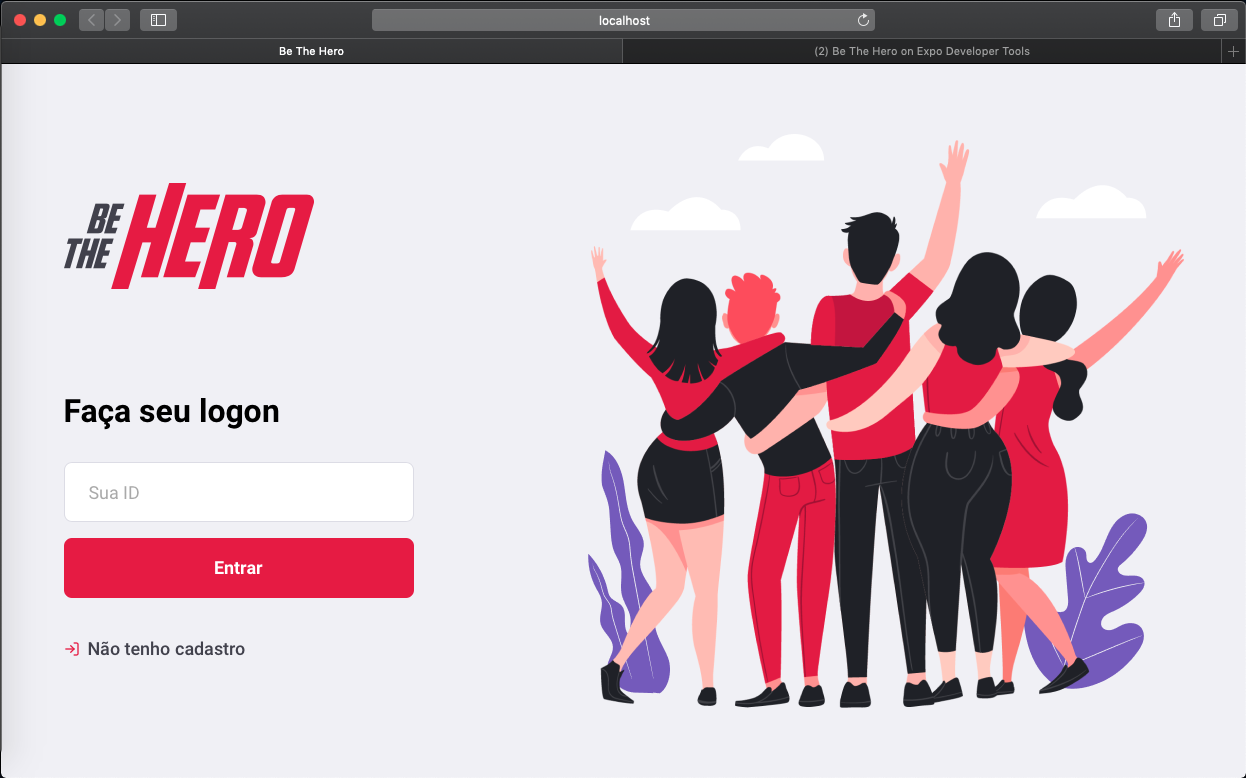 localhost
Be The Hero
(2) Be The Hero on Expo Developer Tools
BE
THE
HERO
Faça seu logon
Sua ID
Entrar
Não tenho cadastro